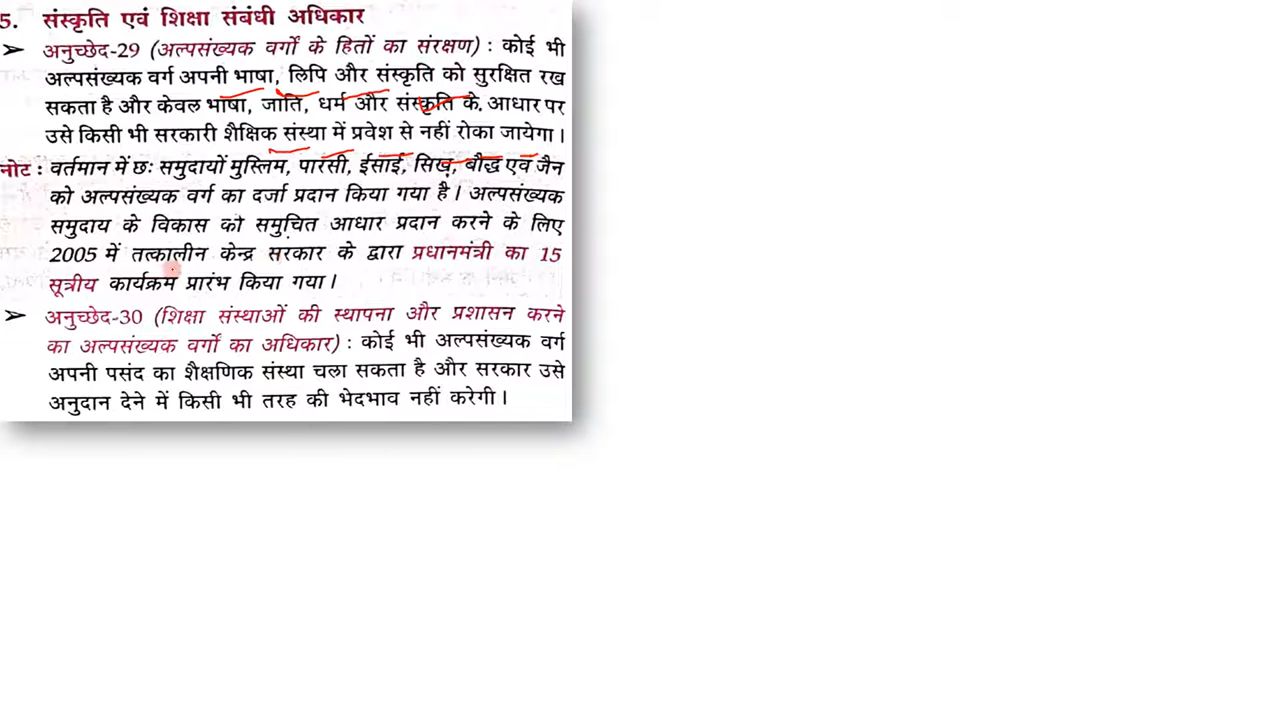 5. संस्कृति एवं शिक्षा संबंधी अधिकार
➢ अनुच्छेद-29 (अल्पसंख्यक वर्गों के हितों का संरक्षण) : कोई भी
अल्पसंख्यक वर्ग अपनी भाषा, लिपि और संस्कृति को सुरक्षित रख
सकता है और केवल भाषा, जाति, धर्म और संस्कृति के आधार पर
उसे किसी भी सरकारी शैक्षिक संस्था में प्रवेश से नहीं रोका जायेगा।
नोट : वर्तमान में छः समुदायों मुस्लिम, पारसी, ईसाई, सिख, बौद्ध एवं जैन
को अल्पसंख्यक वर्ग का दर्जा प्रदान किया गया है। अल्पसंख्यक
समुदाय के विकास को समुचित आधार प्रदान करने के लिए
2005 में तत्कालीन केन्द्र सरकार के द्वारा प्रधानमंत्री का 15
सूत्रीय कार्यक्रम प्रारंभ किया गया।
➢ अनुच्छेद-30 (शिक्षा संस्थाओं की स्थापना और प्रशासन करने
का अल्पसंख्यक वर्गों का अधिकार) : कोई भी अल्पसंख्यक वर्ग
अपनी पसंद का शैक्षणिक संस्था चला सकता है और सरकार उसे
अनुदान देने में किसी भी तरह की भेदभाव नहीं करेगी।